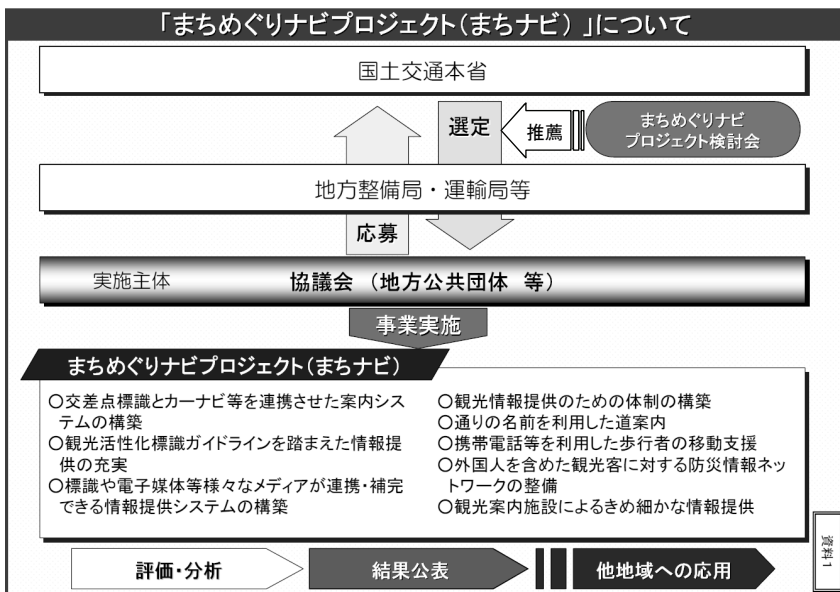 「まちめぐりナビプロジェクト(まちナビ) 」について
国土交通本省
選定
推薦
まちめぐりナビ
プロジェクト検討会
地方整備局・運輸局等
応募
実施主体
協議会 （地方公共団体 等）
事業実施
まちめぐりナビプロジェクト(まちナビ)
○交差点標識とカーナビ等を連携させた案内シス
テムの構築
○観光活性化標識ガイドラインを踏まえた情報提
供の充実
○標識や電子媒体等様々なメディアが連携・補完
できる情報提供システムの構築
○観光情報提供のための体制の構築
○通りの名前を利用した道案内
○携帯電話等を利用した歩行者の移動支援
○外国人を含めた観光客に対する防災情報ネッ
トワークの整備
○観光案内施設によるきめ細かな情報提供
評価・分析
結果公表
他地域への応用
資料1